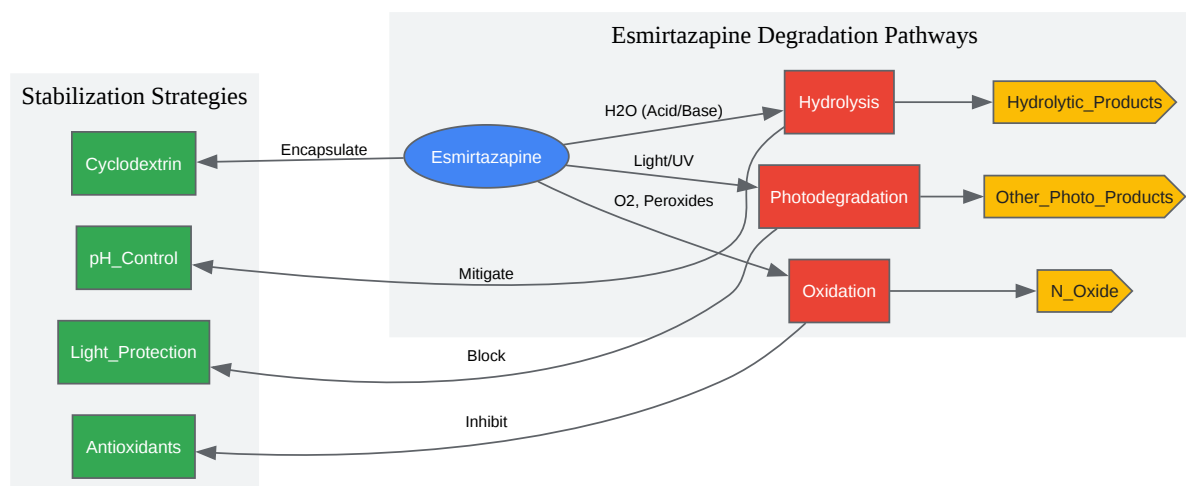 Esmirtazapine Degradation Pathways
Stabilization Strategies
Cyclodextrin
pH_Control
Light_Protection
Antioxidants
Encapsulate
Mitigate
Block
Inhibit
Esmirtazapine
H2O (Acid/Base)
Light/UV
O2, Peroxides
Hydrolysis
Photodegradation
Oxidation
Hydrolytic_Products
Other_Photo_Products
N_Oxide